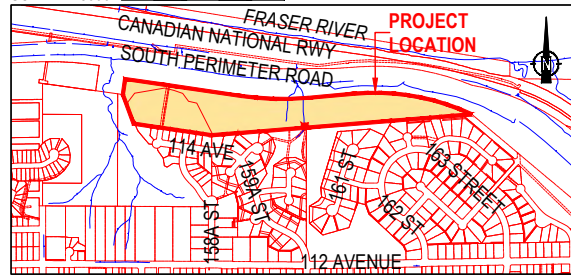 FRASER RIVER
PROJECT
LOCATION
CANADIAN NATIONAL RWY
SOUTH PERIMETER ROAD
N
114 AVE
158A ST
159A ST
161 ST
162 ST
163 STREET
112 AVENUE